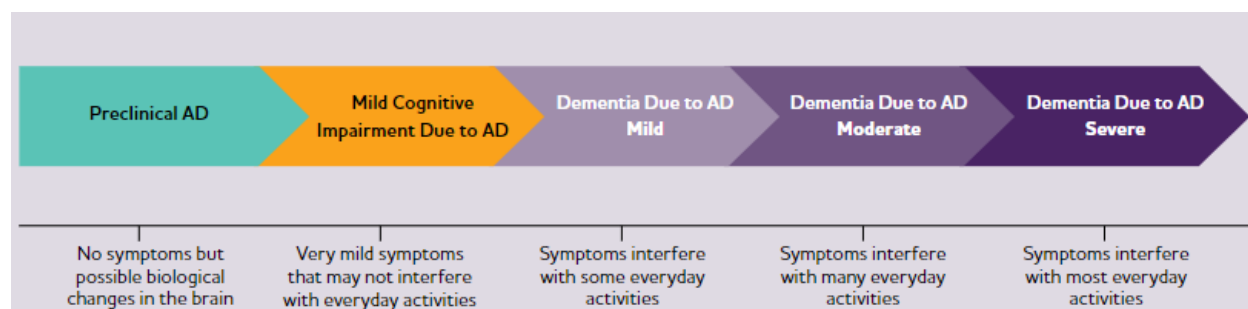 Preclinical AD
Mild Cognitive
Impairment Due to AD
Dementia Due to AD
Mild
Dementia Due to AD
Moderate
Dementia Due to AD
Severe
No symptoms but
possible biological
changes in the brain
Very mild symptoms
that may not interfere
with everyday activities
Symptoms interfere
with some everyday
activities
Symptoms interfere
with many everyday
activities
Symptoms interfere
with most everyday
activities